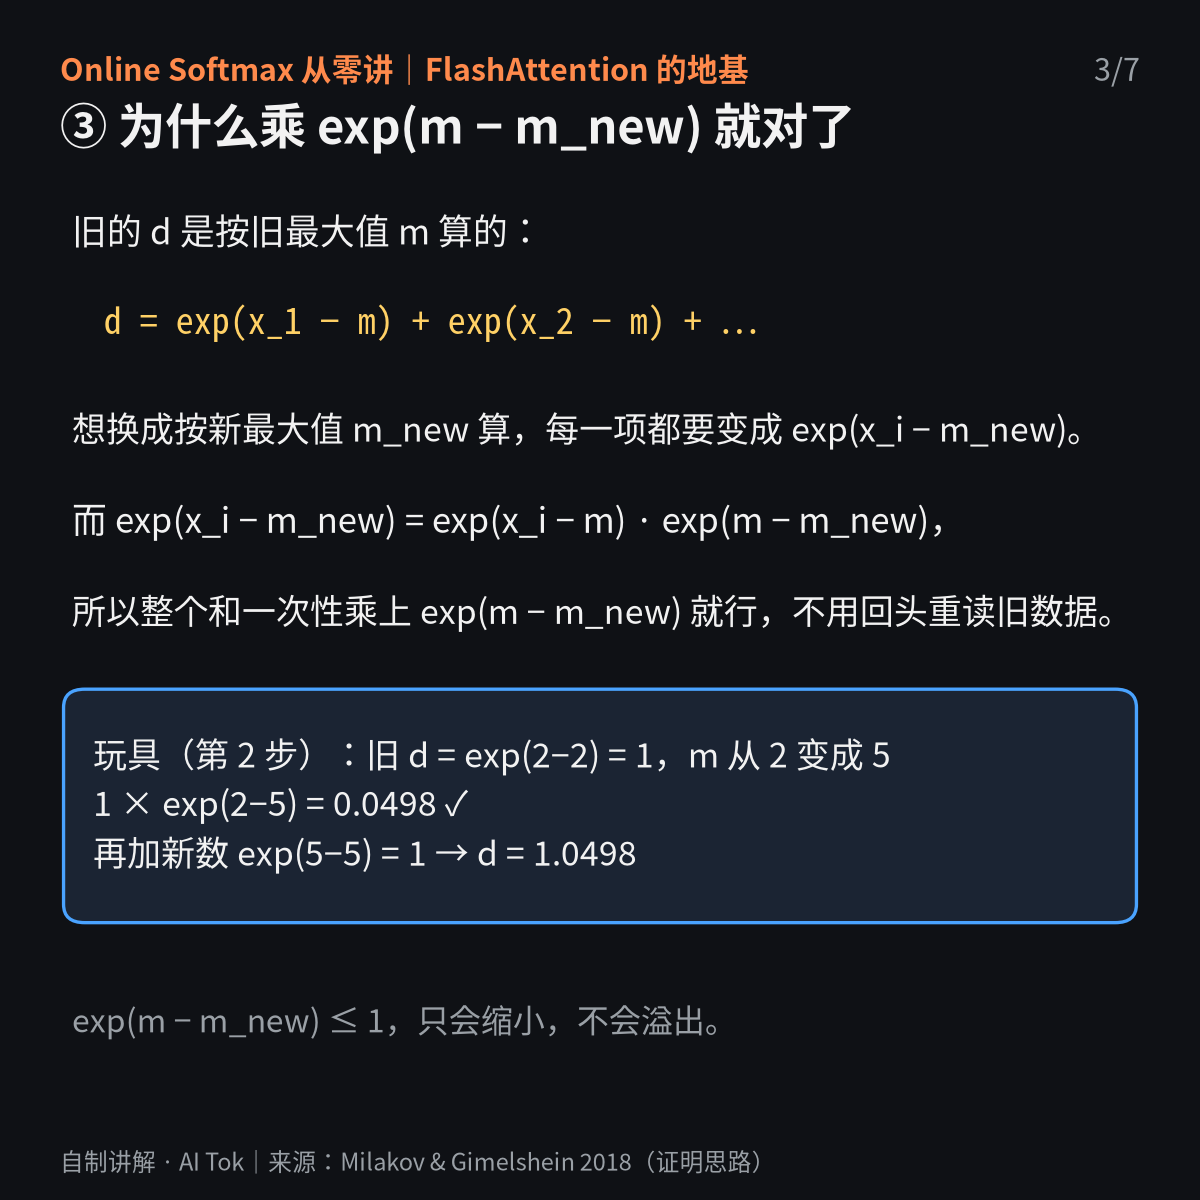 Online Softmax 从零讲｜FlashAttention 的地基
3/7
③ 为什么乘 exp(m − m_new) 就对了
旧的 d 是按旧最大值 m 算的：
d = exp(x_1 − m) + exp(x_2 − m) + ...
想换成按新最大值 m_new 算，每一项都要变成 exp(x_i − m_new)。
而 exp(x_i − m_new) = exp(x_i − m) · exp(m − m_new)，
所以整个和一次性乘上 exp(m − m_new) 就行，不用回头重读旧数据。
玩具（第 2 步）：旧 d = exp(2−2) = 1，m 从 2 变成 5
1 × exp(2−5) = 0.0498 ✓
再加新数 exp(5−5) = 1 → d = 1.0498
exp(m − m_new) ≤ 1，只会缩小，不会溢出。
自制讲解 · AI Tok｜来源：Milakov & Gimelshein 2018（证明思路）